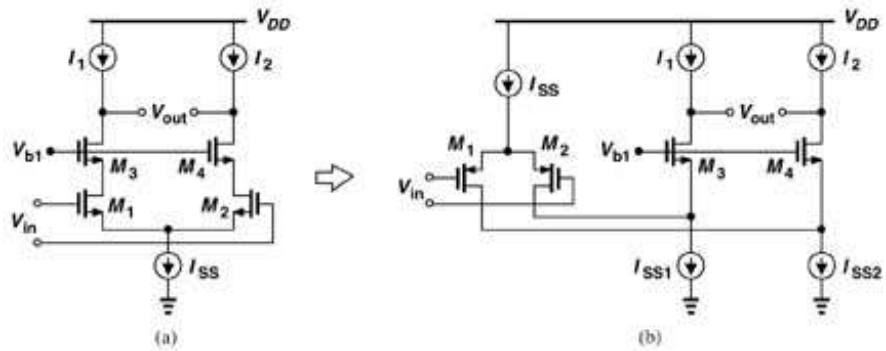 V_DD
I_1 I_2
V_out
V_b1 M_3 M_4
M_1 M_2
V_in
I_SS
(a)
V_DD
I_1 I_2
I_SS
V_out
M_1 M_2 V_b1 M_3 M_4
V_in
I_SS1 I_SS2
(b)